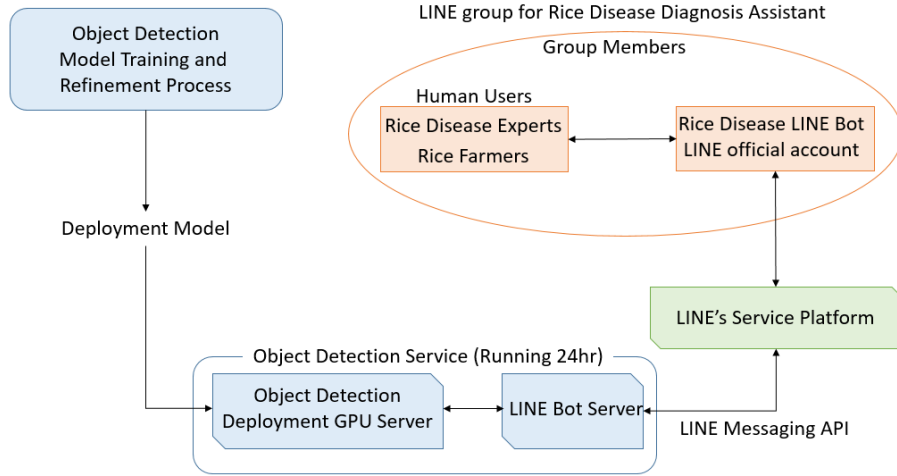 LINE group for Rice Disease Diagnosis Assistant
Object Detection
Model Training and
Refinement Process
Group Members
Human Users
Rice Disease Experts
Rice Farmers
Rice Disease LINE Bot
LINE official account
Deployment Model
LINE's Service Platform
Object Detection Service (Running 24hr)
Object Detection
Deployment GPU Server
LINE Bot Server
LINE Messaging API